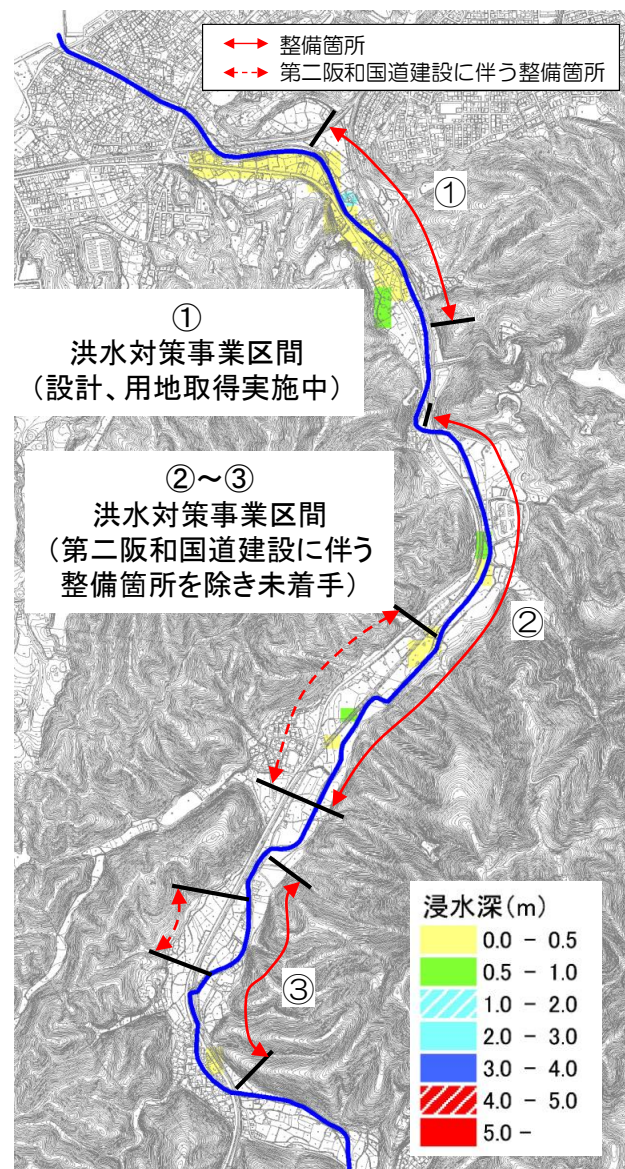 整備箇所
第二阪和国道建設に伴う整備箇所
①
①
洪水対策事業区間
（設計、用地取得実施中）
②～③
洪水対策事業区間
（第二阪和国道建設に伴う
整備箇所を除き未着手）
②
③
浸水深（m）
0.0 － 0.5
0.5 － 1.0
1.0 － 2.0
2.0 － 3.0
3.0 － 4.0
4.0 － 5.0
5.0 －